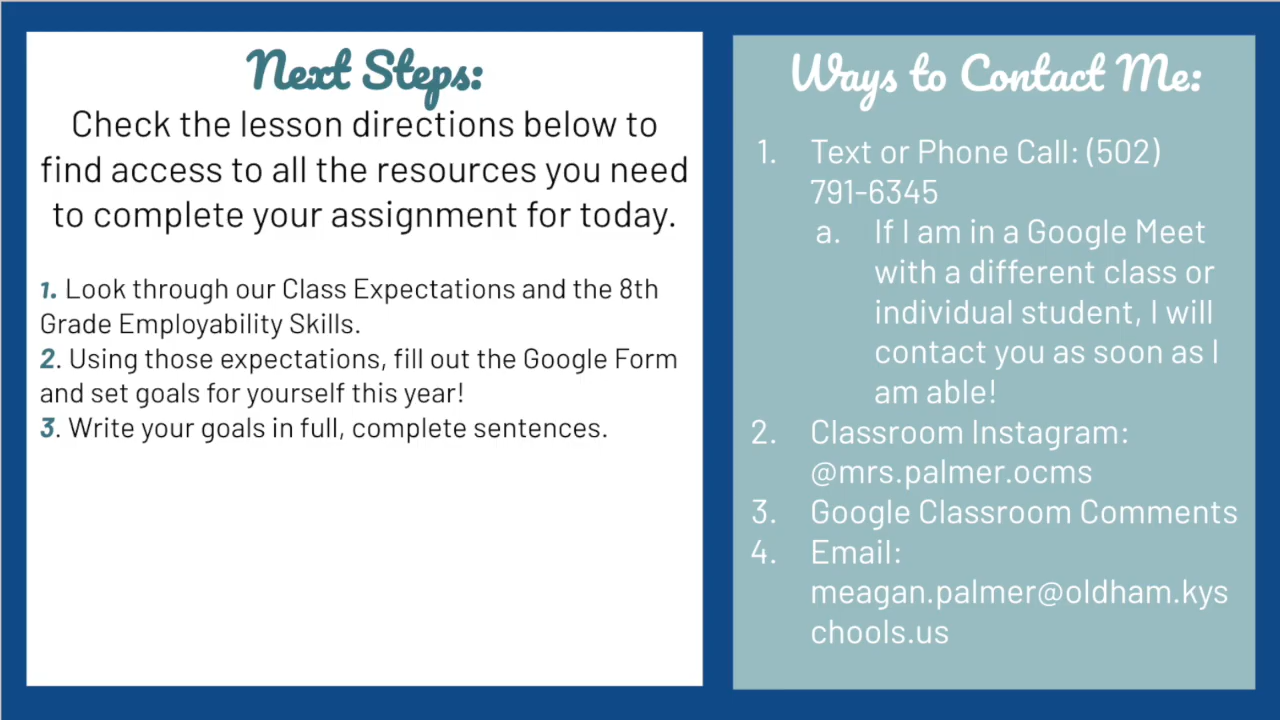 Next Steps:
Check the lesson directions below to
find access to all the resources you need
to complete your assignment for today.
1. Look through our Class Expectations and the 8th
Grade Employability Skills.
2. Using those expectations, fill out the Google Form
and set goals for yourself this year!
3. Write your goals in full, complete sentences.
Ways to Contact Me:
1. Text or Phone Call: (502)
791-6345
a. If I am in a Google Meet
with a different class or
individual student, I will
contact you as soon as I
am able!
2. Classroom Instagram:
@mrs.palmer.ocms
3. Google Classroom Comments
4. Email:
meagan.palmer@oldham.kys
chools.us